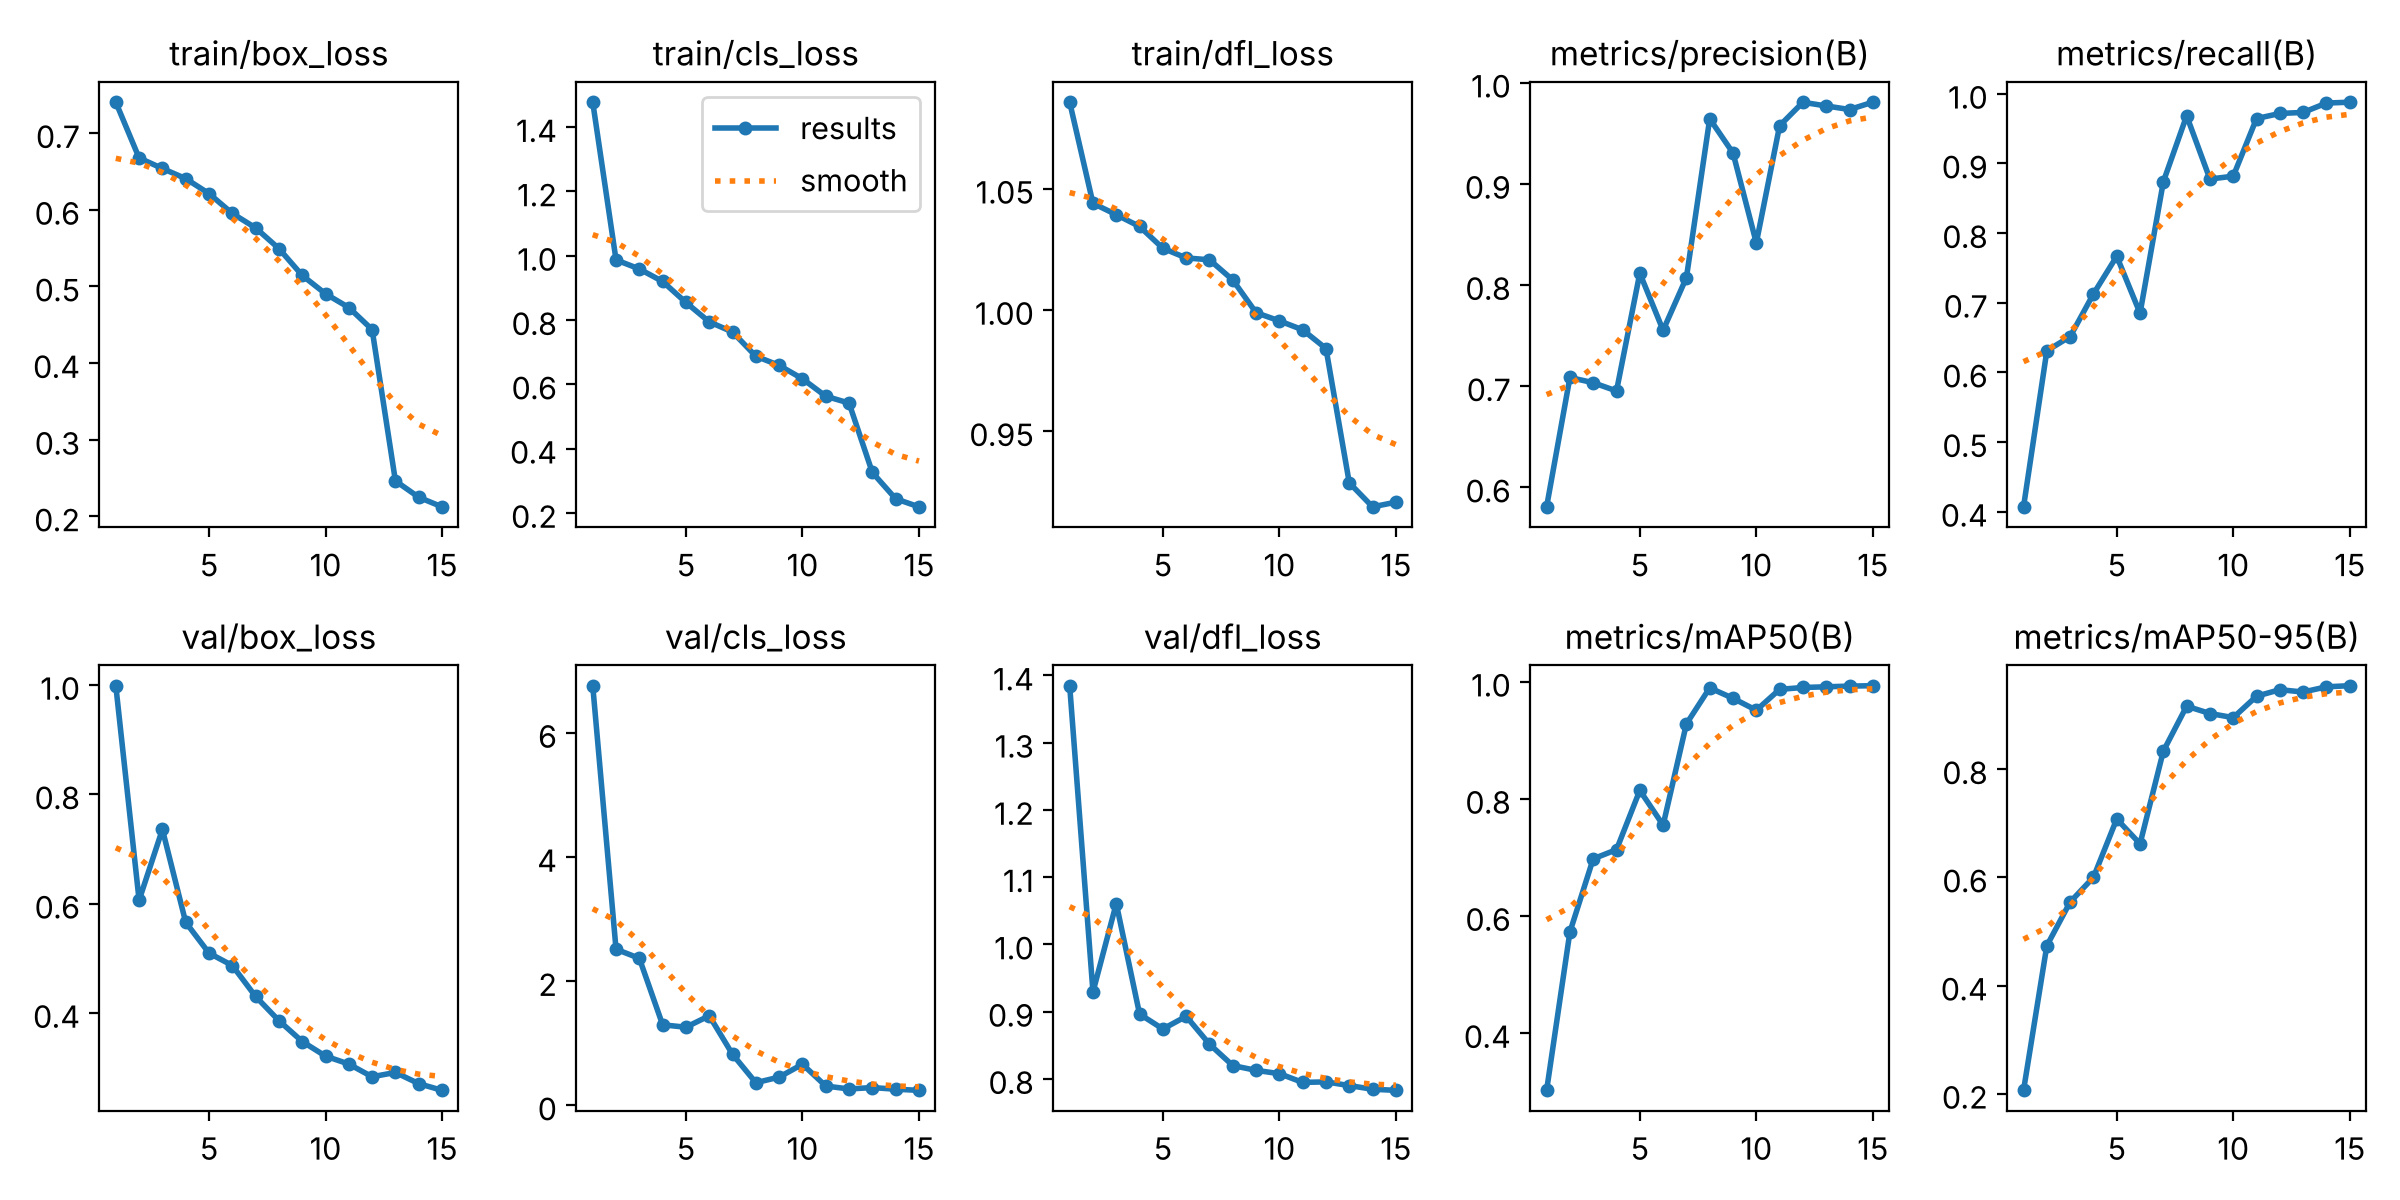 train/box_loss
0.7
0.6
0.5
0.4
0.3
0.2
5 10 15
train/cls_loss
results
smooth
1.4
1.2
1.0
0.8
0.6
0.4
0.2
5 10 15
train/dfl_loss
1.05
1.00
0.95
5 10 15
metrics/precision(B)
1.0
0.9
0.8
0.7
0.6
5 10 15
metrics/recall(B)
1.0
0.9
0.8
0.7
0.6
0.5
0.4
5 10 15
val/box_loss
1.0
0.8
0.6
0.4
5 10 15
val/cls_loss
6
4
2
0
5 10 15
val/dfl_loss
1.4
1.3
1.2
1.1
1.0
0.9
0.8
5 10 15
metrics/mAP50(B)
1.0
0.8
0.6
0.4
5 10 15
metrics/mAP50-95(B)
0.8
0.6
0.4
0.2
5 10 15